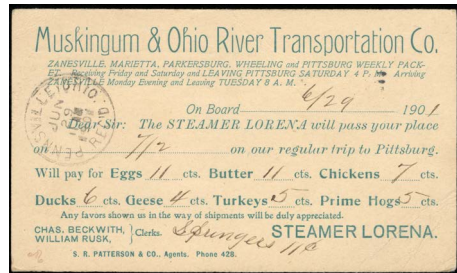 Muskingum & Ohio River Transportation Co.
ZANESVILLE, MARIETTA, PARKERSBURG, WHEELING and PITTSBURG WEEKLY PACK-
ET. Receiving Friday and Saturday and LEAVING PITTSBURG SATURDAY 4 P. M. Arriving
ZANESVILLE Monday Evening and Leaving TUESDAY 8 A. M.
On Board 6/29 1901
Dear Sir: The STEAMER LORENA will pass your place
on 7/2 on our regular trip to Pittsburg.
Will pay for Eggs 11 cts. Butter 11 cts. Chickens 7 cts.
Ducks 6 cts. Geese 4 cts. Turkeys 5 cts. Prime Hogs 5 cts.
Any favors shown us in the way of shipments will be duly appreciated.
CHAS. BECKWITH,
WILLIAM RUSK, } Clerks. Springers 11c STEAMER LORENA.
S. R. PATTERSON & CO., Agents. Phone 428.